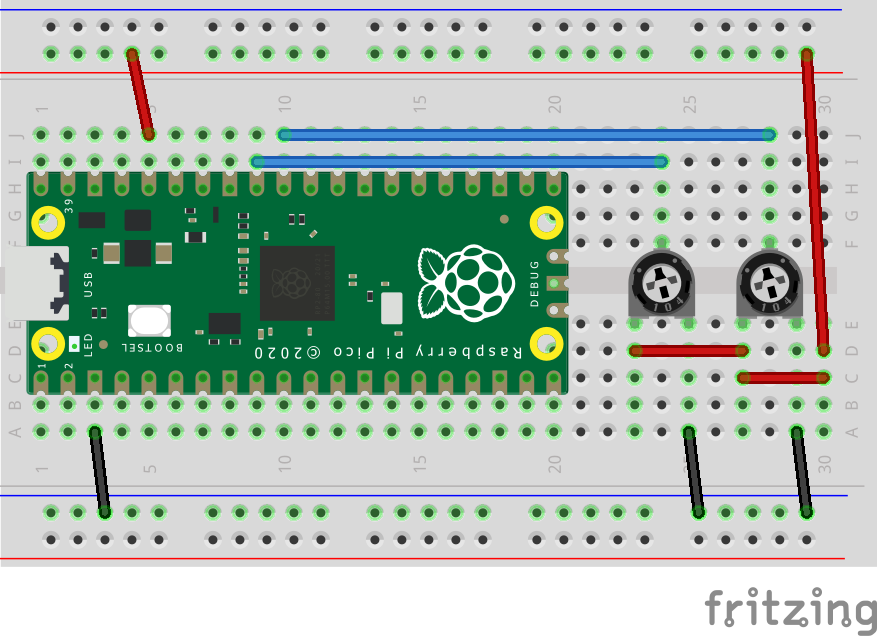 1 5 10 15 20 25 30
J J
I I
H H
G G
F F
39
USB
DEBUG
LED
BOOTSEL
Raspberry Pi Pico © 2020
1 2
104 104
E E
D D
C C
B B
A A
1 5 10 15 20 25 30
fritzing